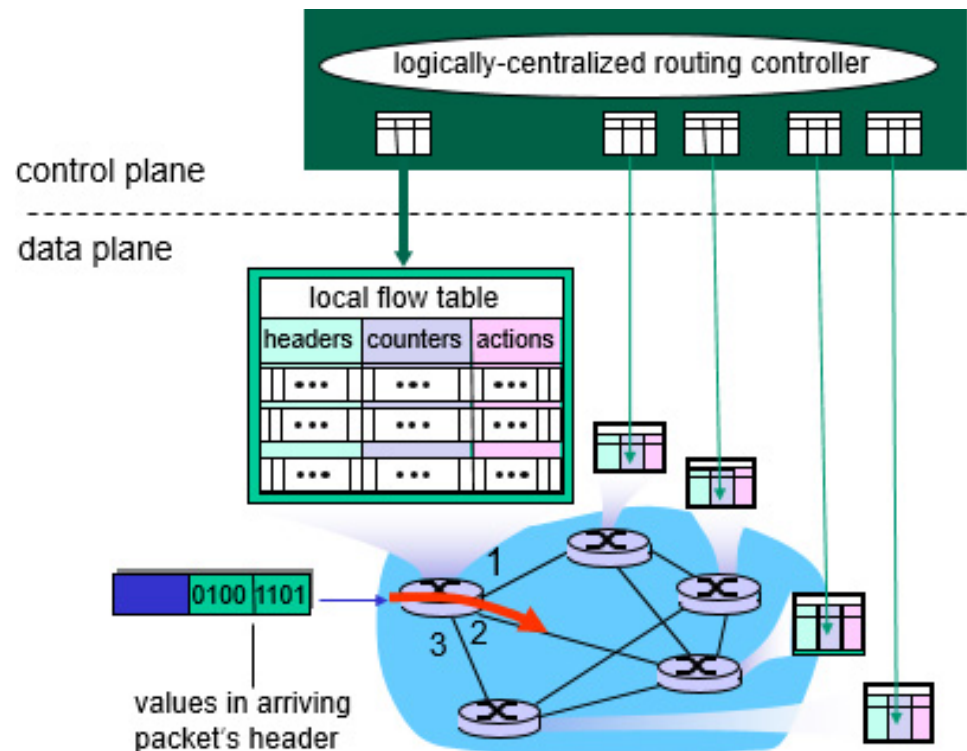 logically-centralized routing controller
control plane
data plane
local flow table
headers counters actions
1
2
3
0100 1101
values in arriving
packet's header